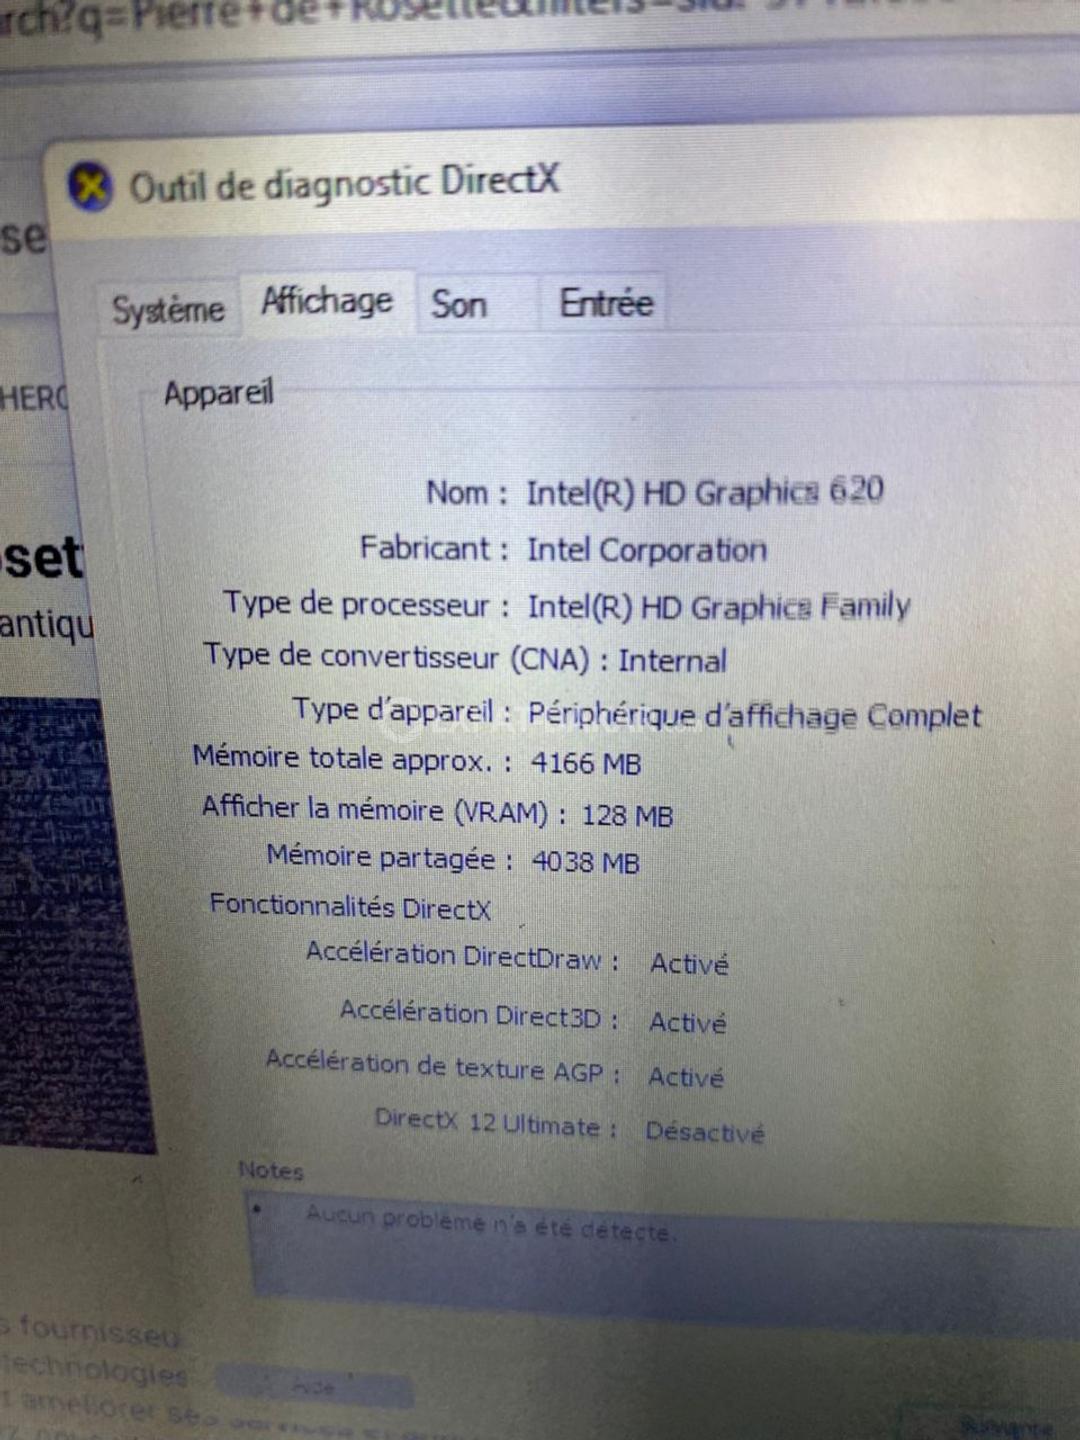 rch?q=Pierre+de+Rosette&filters=sid:
Outil de diagnostic DirectX
se
Système Affichage Son Entrée
HERC
Appareil
Nom : Intel(R) HD Graphics 620
set
Fabricant : Intel Corporation
antiqu
Type de processeur : Intel(R) HD Graphics Family
Type de convertisseur (CNA) : Internal
Type d'appareil : Périphérique d'affichage Complet
Mémoire totale approx. : 4166 MB
Afficher la mémoire (VRAM) : 128 MB
Mémoire partagée : 4038 MB
Fonctionnalités DirectX
Accélération DirectDraw : Activé
Accélération Direct3D : Activé
Accélération de texture AGP : Activé
DirectX 12 Ultimate : Désactivé
Notes
• Aucun problème n'a été détecté.
s fournisseu
technologies
Aide
t améliorer ses
Suivante